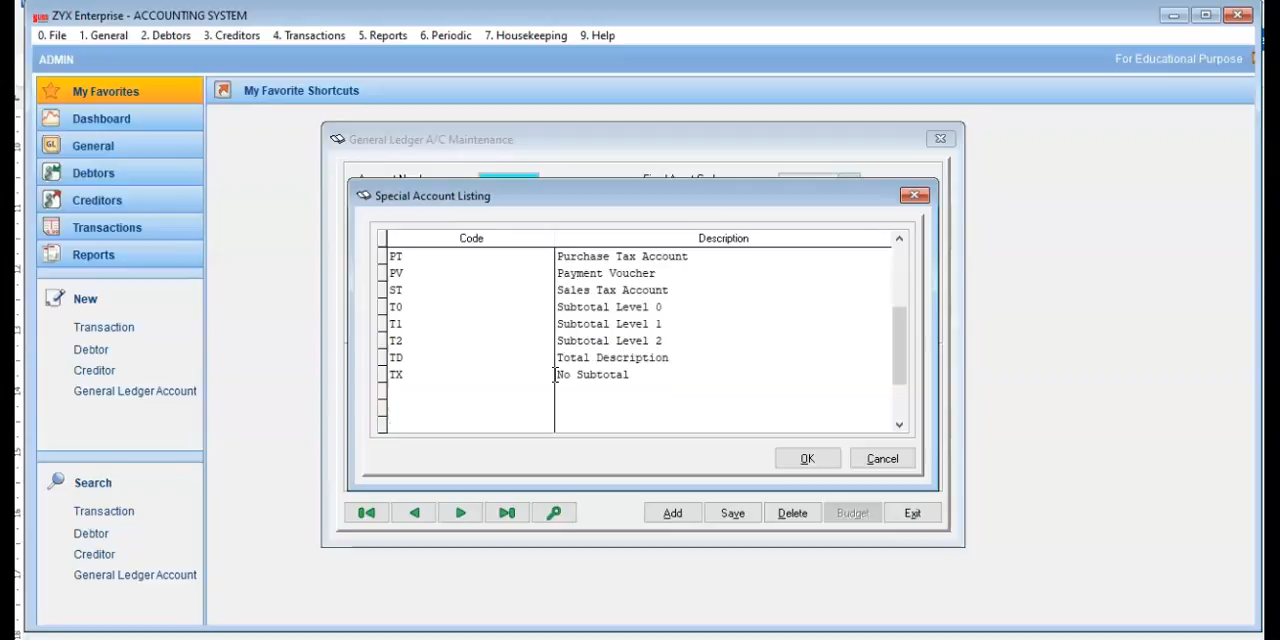 ZYX Enterprise - ACCOUNTING SYSTEM
0. File 1. General 2. Debtors 3. Creditors 4. Transactions 5. Reports 6. Periodic 7. Housekeeping 9. Help
ADMIN For Educational Purpose
My Favorites
My Favorite Shortcuts
Dashboard
General
Debtors
Creditors
Transactions
Reports
New
Transaction
Debtor
Creditor
General Ledger Account
Search
Transaction
Debtor
Creditor
General Ledger Account
General Ledger A/C Maintenance
Special Account Listing
Code Description
PT Purchase Tax Account
PV Payment Voucher
ST Sales Tax Account
T0 Subtotal Level 0
T1 Subtotal Level 1
T2 Subtotal Level 2
TD Total Description
TX No Subtotal
OK Cancel
Add Save Delete Budget Exit